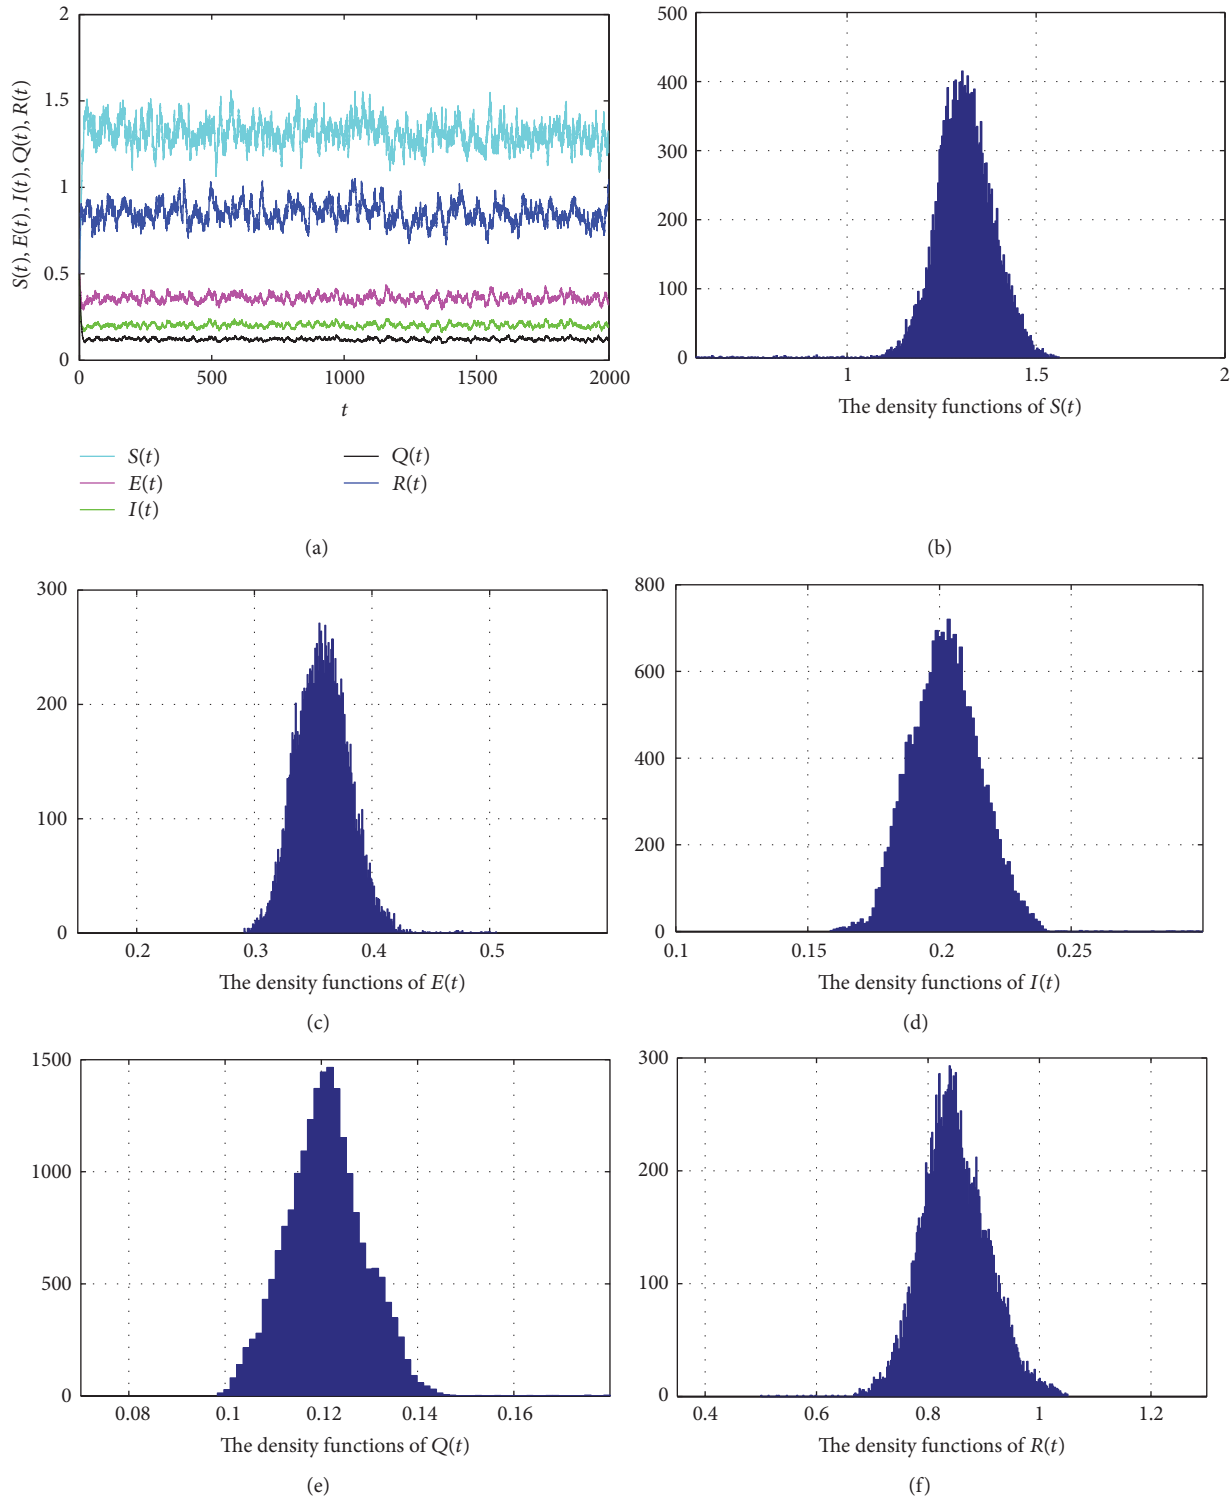 S(t), E(t), I(t), Q(t), R(t)
2
1.5
1
0.5
0
0 500 1000 1500 2000
t
S(t)
E(t)
I(t)
Q(t)
R(t)
(a)
500
400
300
200
100
0
1 1.5 2
The density functions of S(t)
(b)
300
200
100
0
0.2 0.3 0.4 0.5
The density functions of E(t)
(c)
800
600
400
200
0
0.1 0.15 0.2 0.25
The density functions of I(t)
(d)
1500
1000
500
0
0.08 0.1 0.12 0.14 0.16
The density functions of Q(t)
(e)
300
200
100
0
0.4 0.6 0.8 1 1.2
The density functions of R(t)
(f)